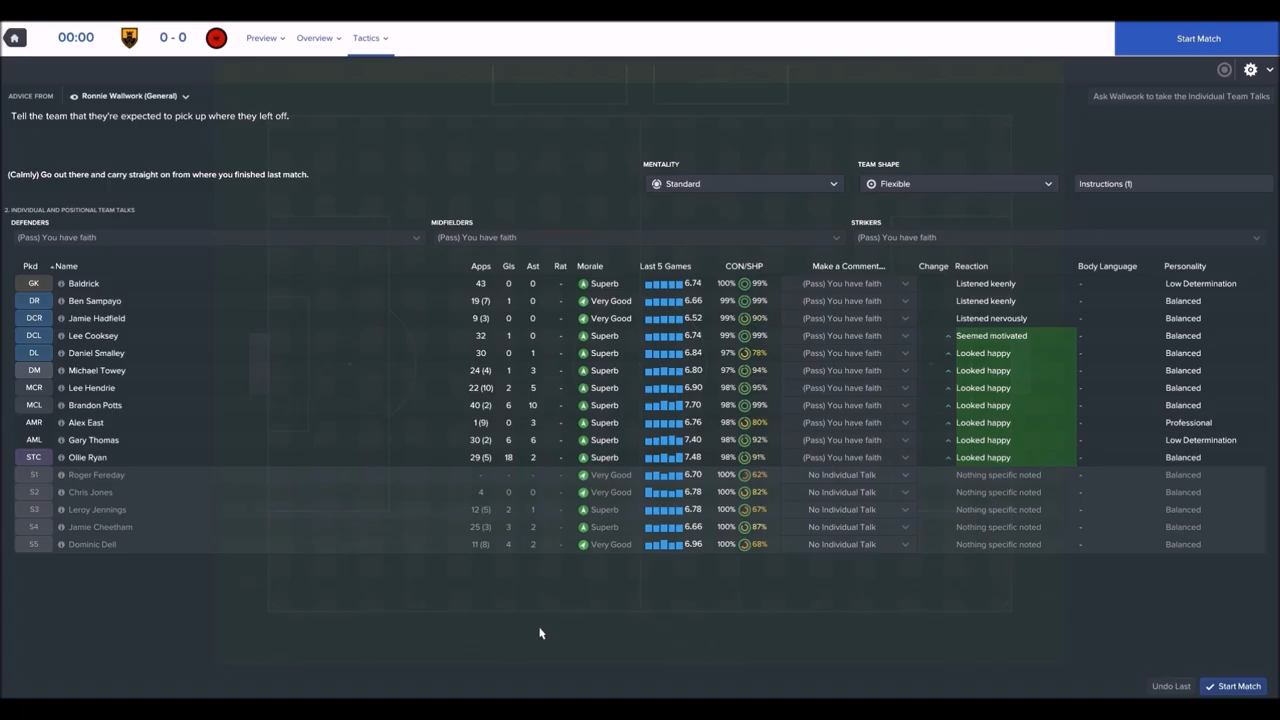 00:00 0 - 0 Preview Overview Tactics Start Match
ADVICE FROM Ronnie Wallwork (General) Ask Wallwork to take the Individual Team Talks
Tell the team that they're expected to pick up where they left off.
MENTALITY TEAM SHAPE
(Calmly) Go out there and carry straight on from where you finished last match.
Standard Flexible Instructions (1)
2. INDIVIDUAL AND POSITIONAL TEAM TALKS
DEFENDERS MIDFIELDERS STRIKERS
(Pass) You have faith (Pass) You have faith (Pass) You have faith
Pkd Name Apps Gls Ast Rat Morale Last 5 Games CON/SHP Make a Comment... Change Reaction Body Language Personality
GK Baldrick 43 0 0 - Superb 6.74 100% 99% (Pass) You have faith Listened keenly - Low Determination
DR Ben Sampayo 19 (7) 1 0 - Very Good 6.66 99% 99% (Pass) You have faith Listened keenly - Balanced
DCR Jamie Hadfield 9 (3) 0 0 - Very Good 6.52 99% 90% (Pass) You have faith Listened nervously - Balanced
DCL Lee Cooksey 32 1 0 - Superb 6.74 99% 99% (Pass) You have faith Seemed motivated - Balanced
DL Daniel Smalley 30 0 1 - Superb 6.84 97% 78% (Pass) You have faith Looked happy - Balanced
DM Michael Towey 24 (4) 1 3 - Superb 6.80 97% 94% (Pass) You have faith Looked happy - Balanced
MCR Lee Hendrie 22 (10) 2 5 - Superb 6.90 98% 95% (Pass) You have faith Looked happy - Balanced
MCL Brandon Potts 40 (2) 6 10 - Superb 7.70 98% 99% (Pass) You have faith Looked happy - Balanced
AMR Alex East 1 (9) 0 3 - Superb 6.76 98% 80% (Pass) You have faith Looked happy - Professional
AML Gary Thomas 30 (2) 6 6 - Superb 7.40 98% 92% (Pass) You have faith Looked happy - Low Determination
STC Ollie Ryan 29 (5) 18 2 - Superb 7.48 98% 91% (Pass) You have faith Looked happy - Balanced
S1 Roger Fereday - - - - Very Good 6.70 100% 62% No Individual Talk Nothing specific noted - Balanced
S2 Chris Jones 4 0 0 - Very Good 6.78 100% 82% No Individual Talk Nothing specific noted - Balanced
S3 Leroy Jennings 12 (5) 2 1 - Superb 6.78 100% 67% No Individual Talk Nothing specific noted - Balanced
S4 Jamie Cheetham 25 (3) 3 2 - Superb 6.66 100% 87% No Individual Talk Nothing specific noted - Balanced
S5 Dominic Dell 11 (8) 4 2 - Very Good 6.96 100% 68% No Individual Talk Nothing specific noted - Balanced
Undo Last Start Match